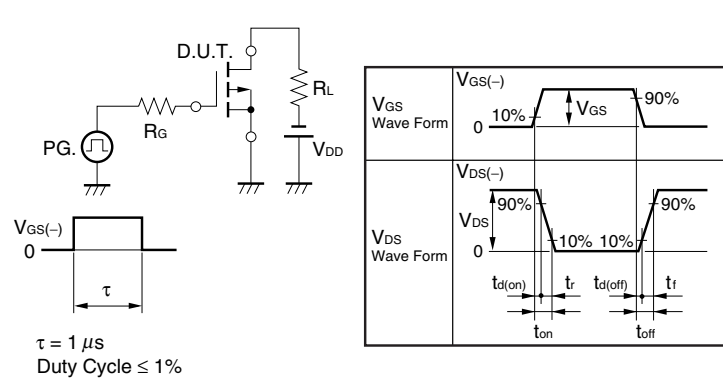 D.U.T.
RL
RG
PG.
VDD
VGS(−)
0
τ
τ = 1 μs
Duty Cycle ≤ 1%
VGS
Wave Form
VGS(−)
10%
VGS
90%
0
VDS
Wave Form
VDS(−)
90%
VDS
90%
10% 10%
0
td(on) tr td(off) tf
ton toff